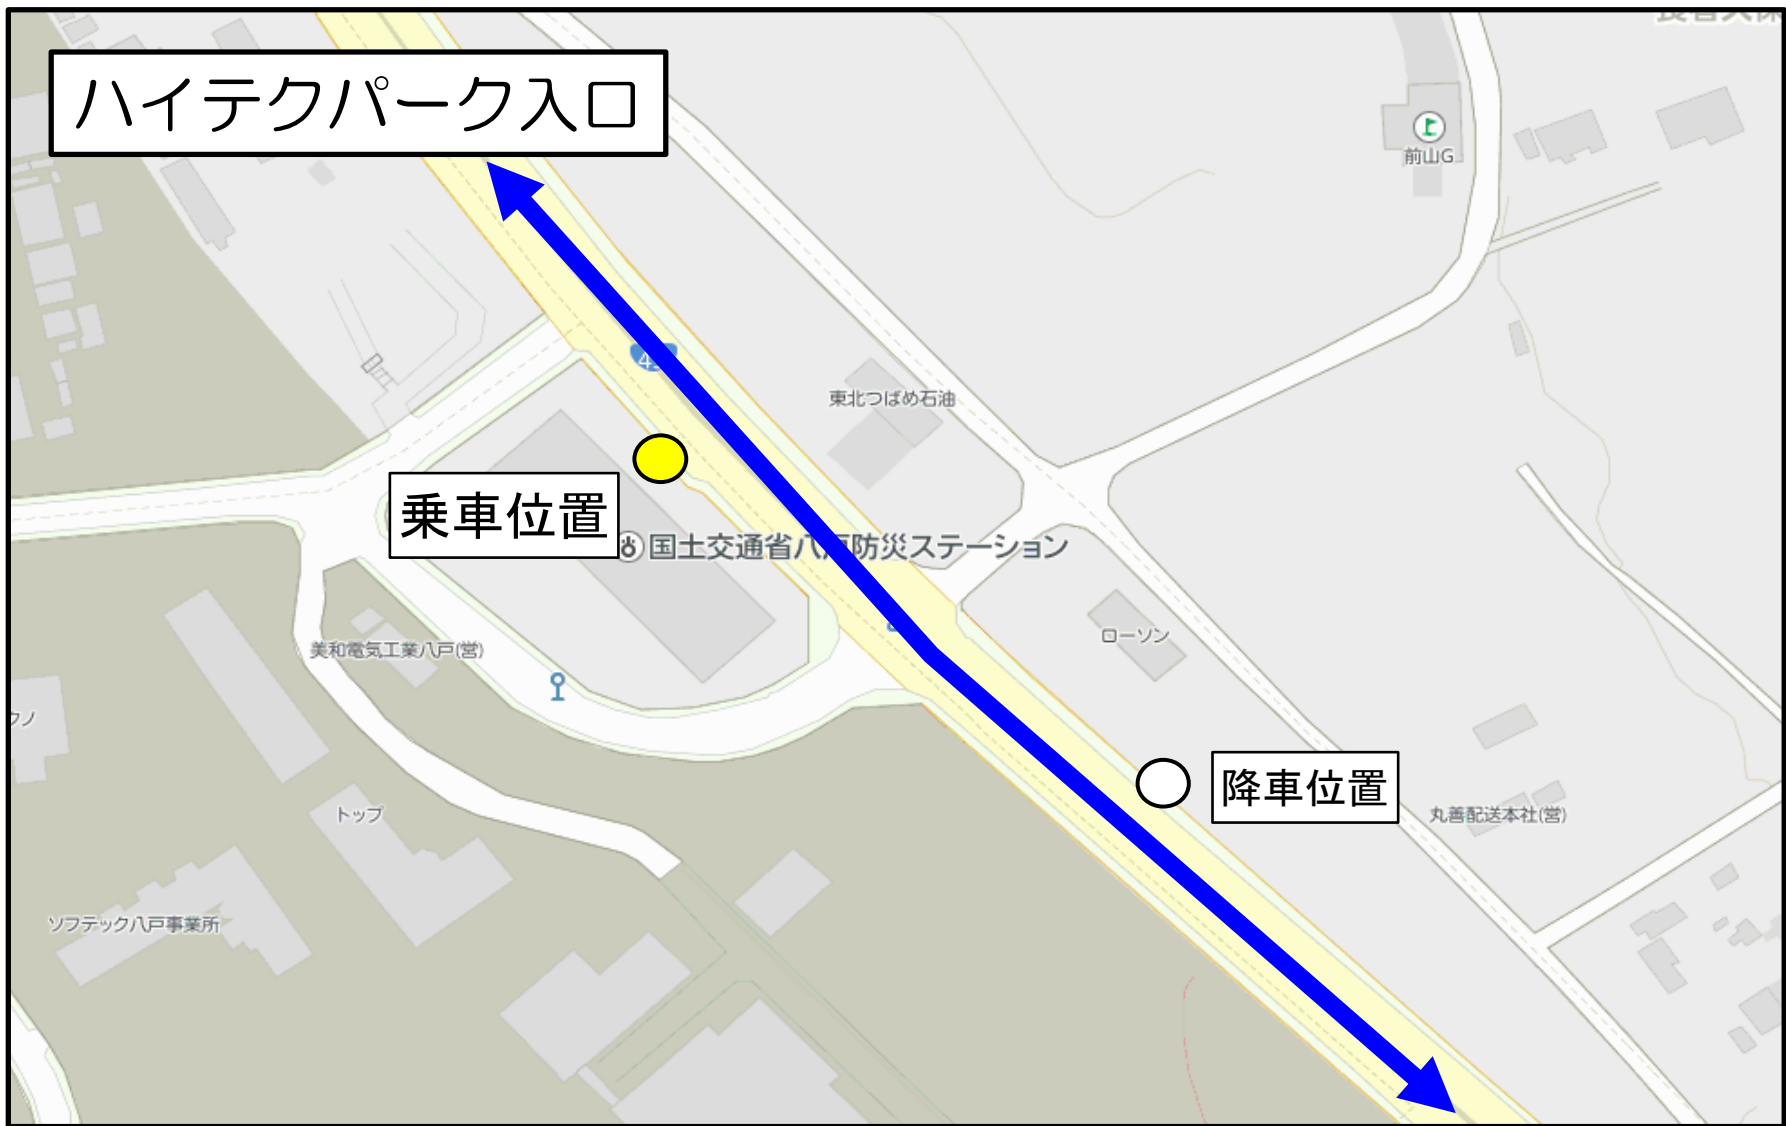 ハイテクパーク入口
前山G
東北つばめ石油
乗車位置
国土交通省八戸防災ステーション
ローソン
美和電気工業八戸(営)
降車位置
トップ
丸善配送本社(営)
ソフテック八戸事業所